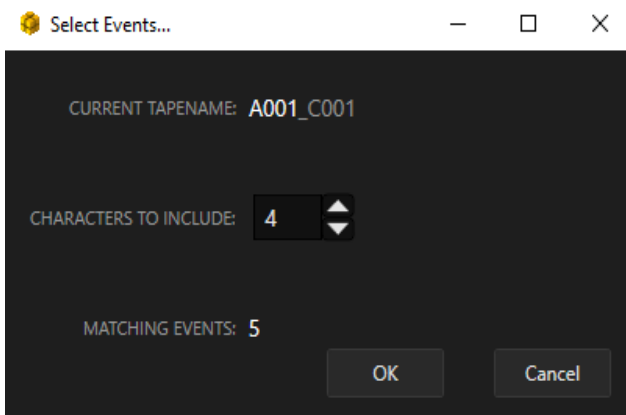 Select Events...
CURRENT TAPENAME: A001_C001
CHARACTERS TO INCLUDE: 4
MATCHING EVENTS: 5
OK Cancel